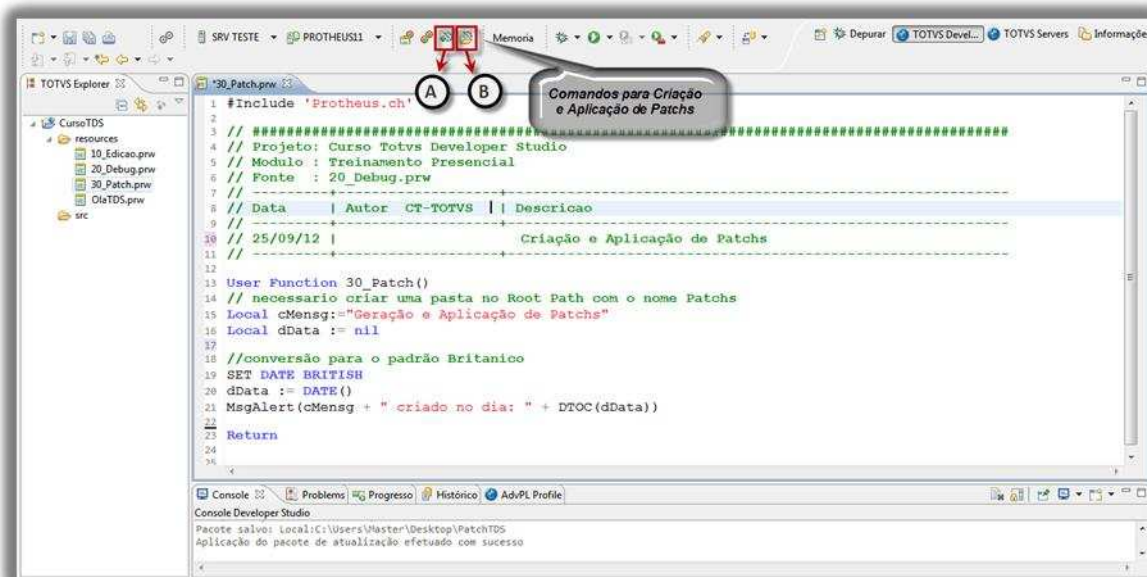 SRV TESTE
PROTHEUS11
Memoria
Depurar
TOTVS Devel...
TOTVS Servers
Informaçõe
TOTVS Explorer
*30_Patch.prw
A
B
Comandos para Criação
e Aplicação de Patchs
CursoTDS
resources
10_Edicao.prw
20_Debug.prw
30_Patch.prw
OlaTDS.prw
src
1 #Include 'Protheus.ch'
2
3 // ##########################################################################################
4 // Projeto: Curso Totvs Developer Studio
5 // Modulo : Treinamento Presencial
6 // Fonte  : 20_Debug.prw
7 // ---------+-------------------+------------------------------------------------------------
8 // Data     | Autor  CT-TOTVS  | | Descricao
9 // ---------+-------------------+------------------------------------------------------------
10 // 25/09/12 |                     Criação e Aplicação de Patchs
11 // ---------+-------------------+------------------------------------------------------------
12
13 User Function 30_Patch()
14 // necessario criar uma pasta no Root Path com o nome Patchs
15 Local cMensg:="Geração e Aplicação de Patchs"
16 Local dData := nil
17
18 //conversão para o padrão Britanico
19 SET DATE BRITISH
20 dData := DATE()
21 MsgAlert(cMensg + " criado no dia: " + DTOC(dData))
22
23 Return
24
25
Console
Problems
Progresso
Histórico
AdvPL Profile
Console Developer Studio
Pacote salvo: Local:C:\Users\Master\Desktop\PatchTDS
Aplicação do pacote de atualização efetuado com sucesso